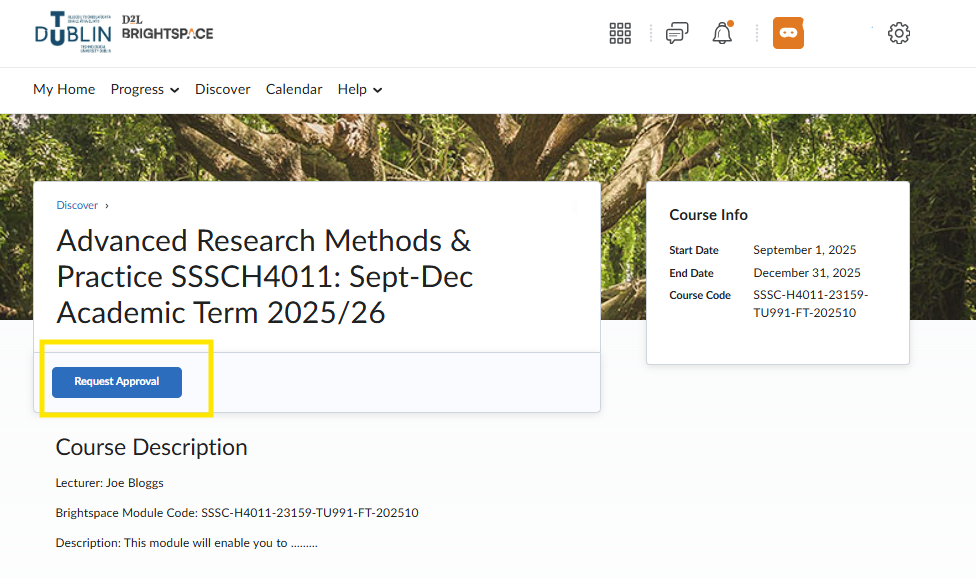 DUBLIN
TECHNOLOGICAL
UNIVERSITY DUBLIN
D2L
BRIGHTSPACE
My Home Progress Discover Calendar Help
Discover ›
Advanced Research Methods &
Practice SSSCH4011: Sept-Dec
Academic Term 2025/26
Request Approval
Course Info
Start Date September 1, 2025
End Date December 31, 2025
Course Code SSSC-H4011-23159-
TU991-FT-202510
Course Description
Lecturer: Joe Bloggs
Brightspace Module Code: SSSC-H4011-23159-TU991-FT-202510
Description: This module will enable you to .........